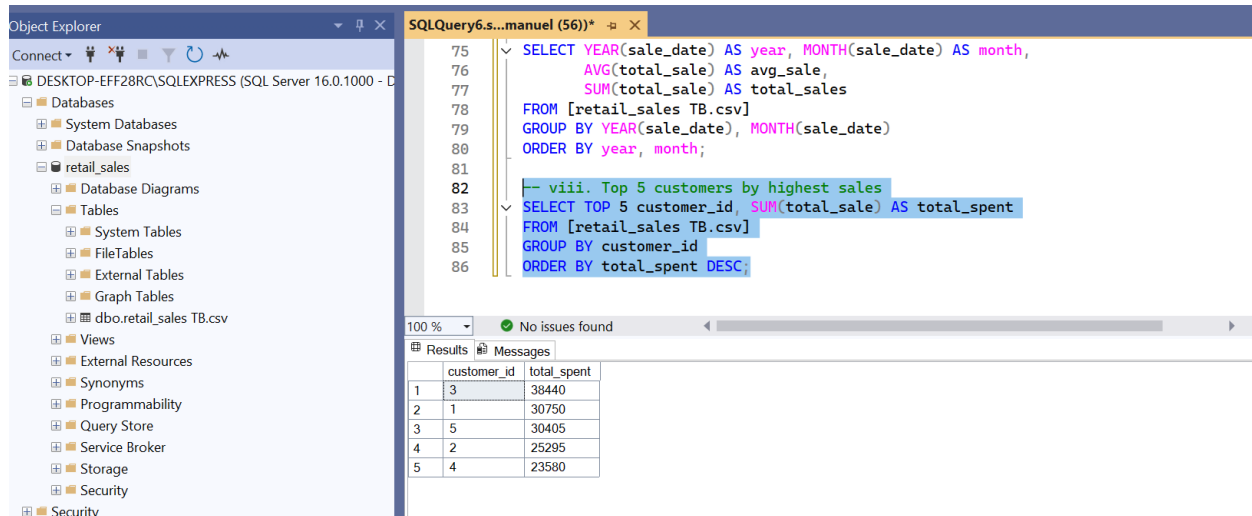 Object Explorer
Connect
DESKTOP-EFF28RC\SQLEXPRESS (SQL Server 16.0.1000 - D
Databases
System Databases
Database Snapshots
retail_sales
Database Diagrams
Tables
System Tables
FileTables
External Tables
Graph Tables
dbo.retail_sales TB.csv
Views
External Resources
Synonyms
Programmability
Query Store
Service Broker
Storage
Security
Security
SQLQuery6.s...manuel (56))*
75 SELECT YEAR(sale_date) AS year, MONTH(sale_date) AS month,
76 AVG(total_sale) AS avg_sale,
77 SUM(total_sale) AS total_sales
78 FROM [retail_sales TB.csv]
79 GROUP BY YEAR(sale_date), MONTH(sale_date)
80 ORDER BY year, month;
81
82 -- viii. Top 5 customers by highest sales
83 SELECT TOP 5 customer_id, SUM(total_sale) AS total_spent
84 FROM [retail_sales TB.csv]
85 GROUP BY customer_id
86 ORDER BY total_spent DESC;
100 % No issues found
Results Messages
customer_id total_spent
1 3 38440
2 1 30750
3 5 30405
4 2 25295
5 4 23580